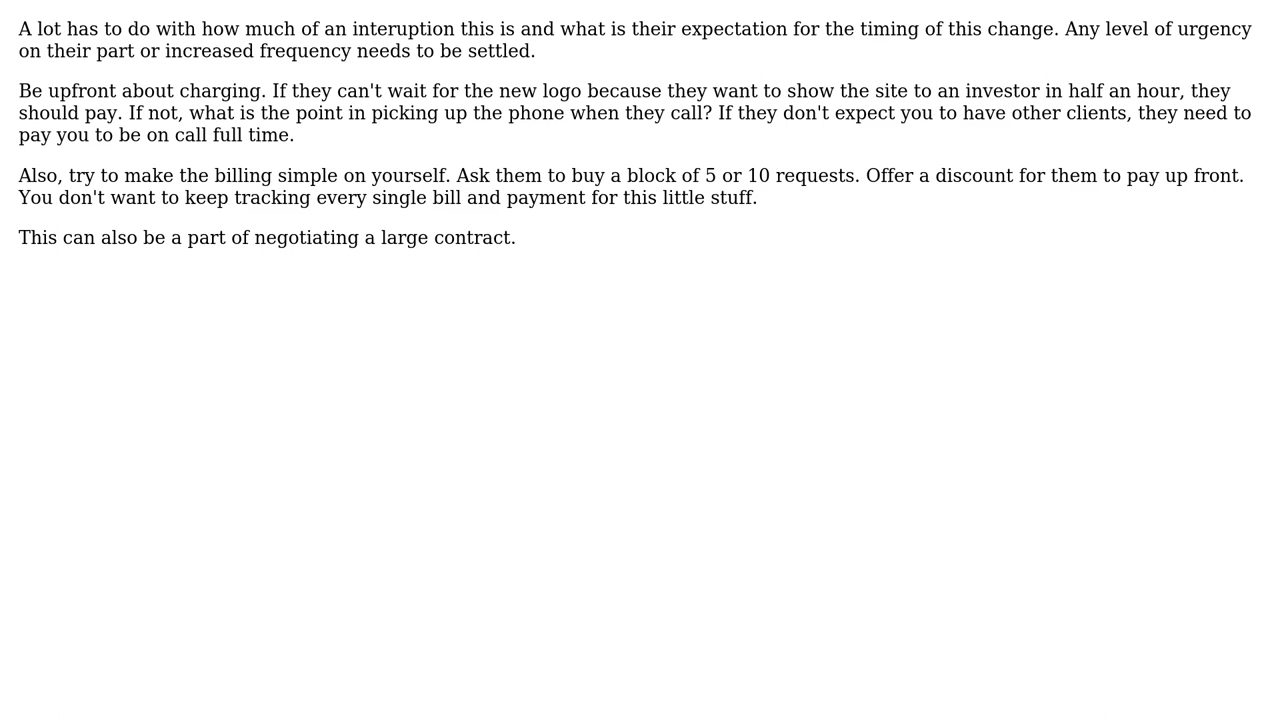 A lot has to do with how much of an interuption this is and what is their expectation for the timing of this change. Any level of urgency
on their part or increased frequency needs to be settled.
Be upfront about charging. If they can't wait for the new logo because they want to show the site to an investor in half an hour, they
should pay. If not, what is the point in picking up the phone when they call? If they don't expect you to have other clients, they need to
pay you to be on call full time.
Also, try to make the billing simple on yourself. Ask them to buy a block of 5 or 10 requests. Offer a discount for them to pay up front.
You don't want to keep tracking every single bill and payment for this little stuff.
This can also be a part of negotiating a large contract.